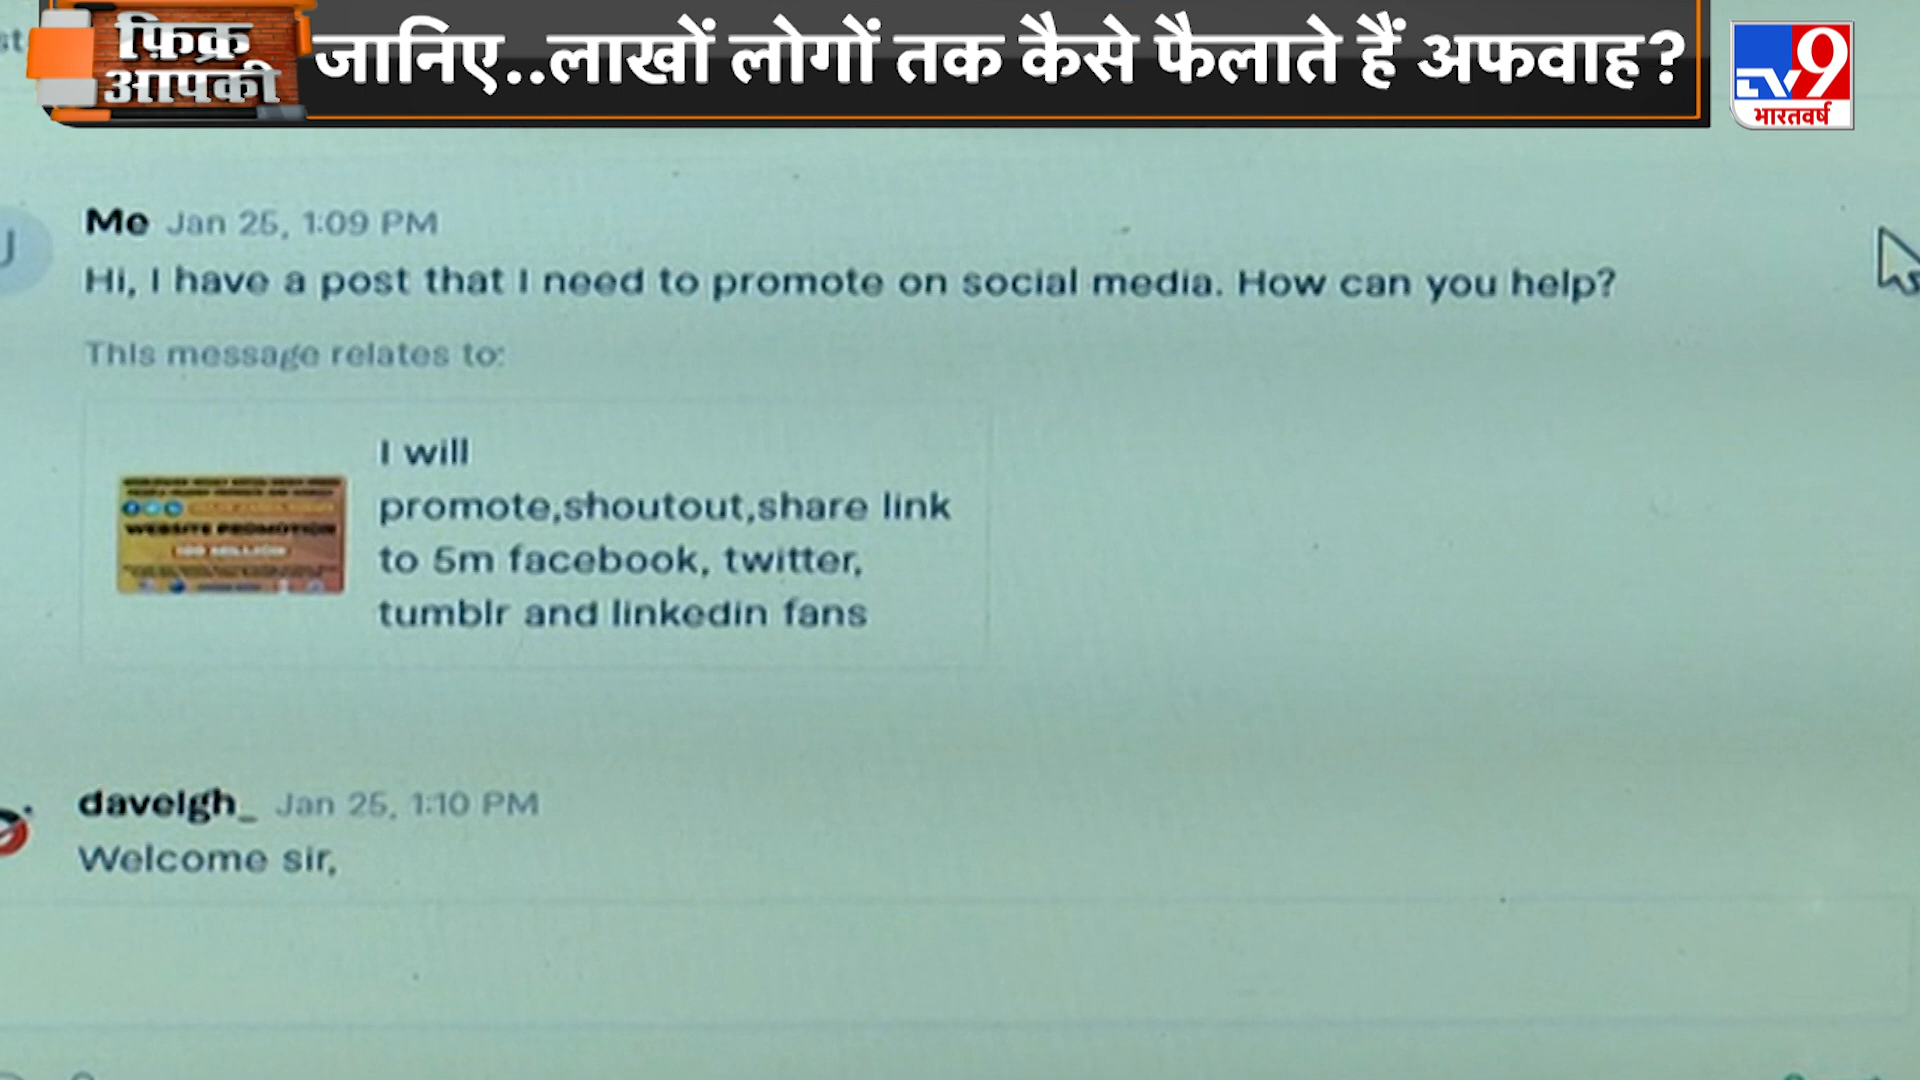 फ़िक्र
आपकी
जानिए..लाखों लोगों तक कैसे फैलाते हैं अफवाह?
TV9
भारतवर्ष
st
J
Me Jan 25, 1:09 PM
Hi, I have a post that I need to promote on social media. How can you help?
This message relates to:
I will
promote,shoutout,share link
to 5m facebook, twitter,
tumblr and linkedin fans
WEBSITE PROMOTION
daveigh_ Jan 25, 1:10 PM
Welcome sir,